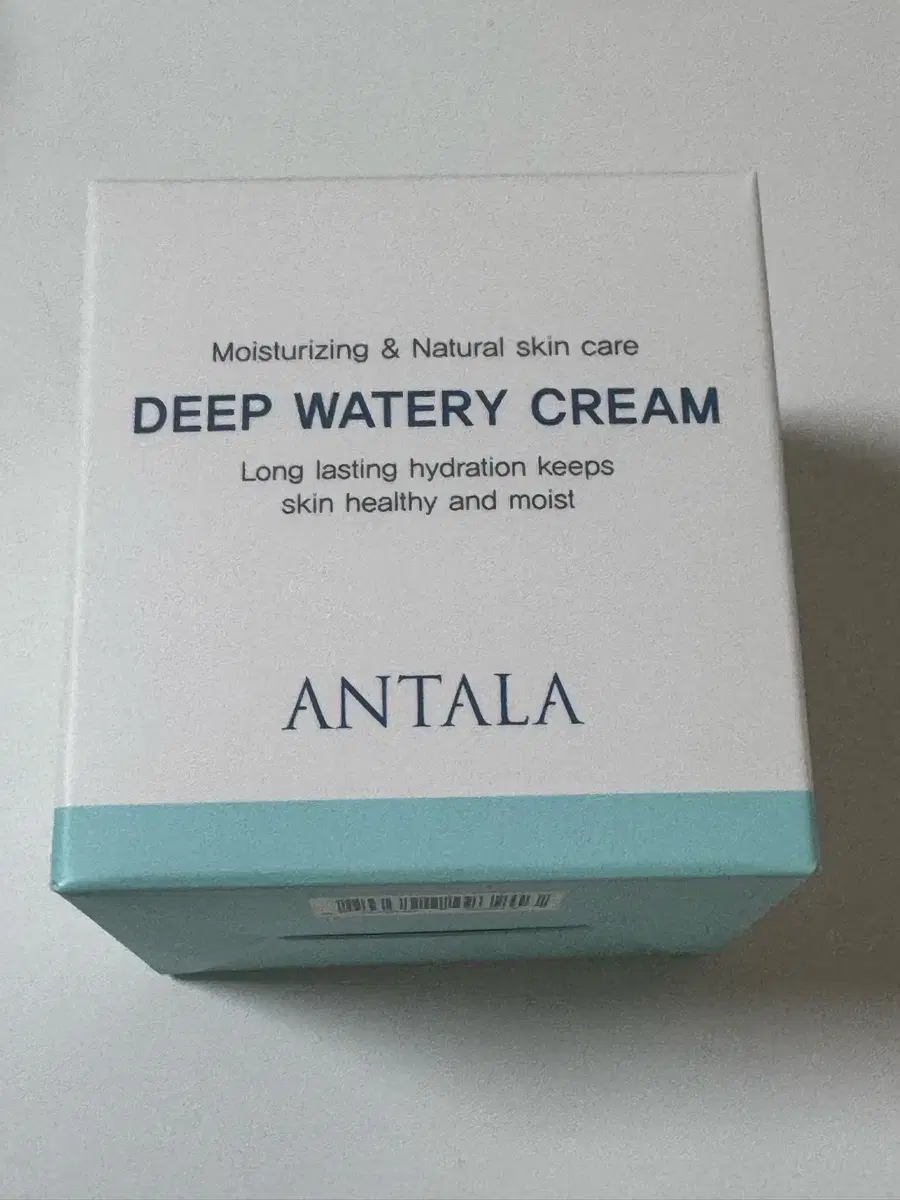 Moisturizing & Natural skin care
DEEP WATERY CREAM
Long lasting hydration keeps
skin healthy and moist
ANTALA